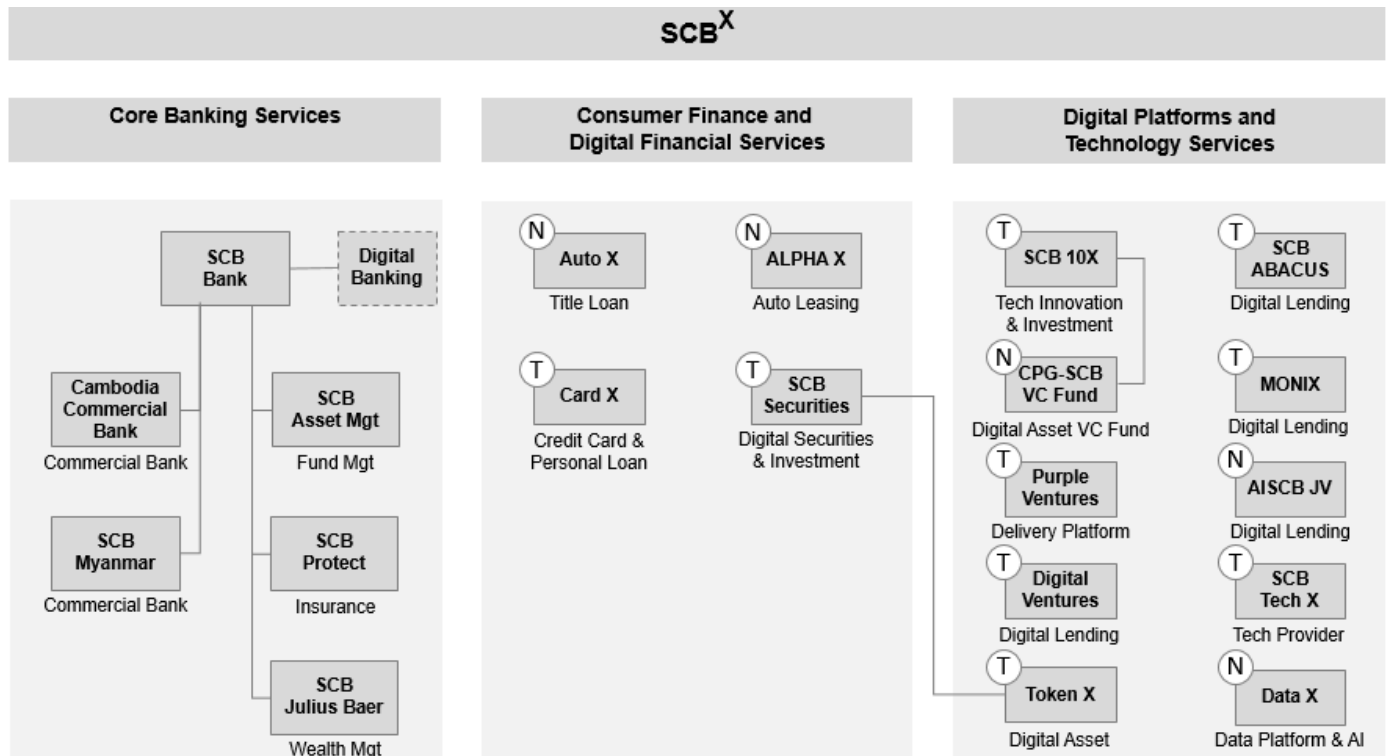 SCBX
Core Banking Services
SCB
Bank
Digital
Banking
Cambodia
Commercial
Bank
Commercial Bank
SCB
Asset Mgt
Fund Mgt
SCB
Myanmar
Commercial Bank
SCB
Protect
Insurance
SCB
Julius Baer
Wealth Mgt
Consumer Finance and
Digital Financial Services
N
Auto X
Title Loan
N
ALPHA X
Auto Leasing
T
Card X
Credit Card &
Personal Loan
T
SCB
Securities
Digital Securities
& Investment
Digital Platforms and
Technology Services
T
SCB 10X
Tech Innovation
& Investment
T
SCB
ABACUS
Digital Lending
N
CPG-SCB
VC Fund
Digital Asset VC Fund
T
MONIX
Digital Lending
T
Purple
Ventures
Delivery Platform
N
AISCB JV
Digital Lending
T
Digital
Ventures
Digital Lending
T
SCB
Tech X
Tech Provider
T
Token X
Digital Asset
N
Data X
Data Platform & AI